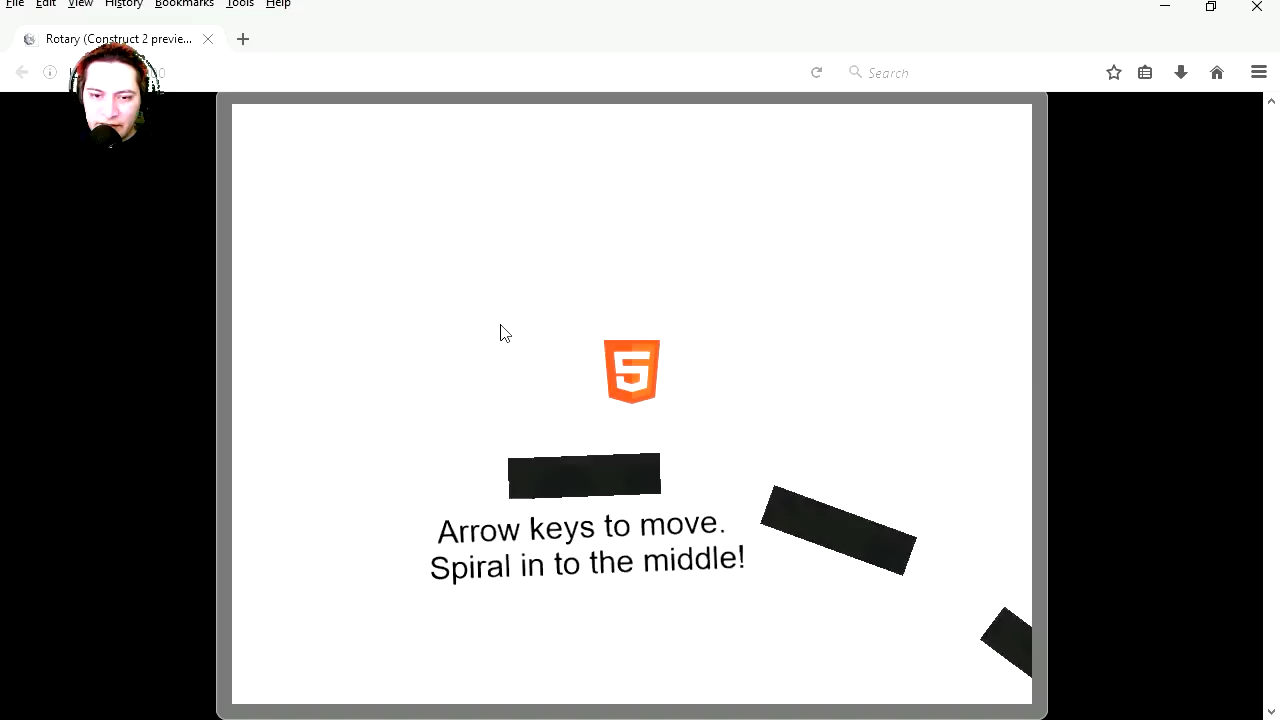 File Edit View History Bookmarks Tools Help
Rotary (Construct 2 previe...
Search
5
Arrow keys to move.
Spiral in to the middle!